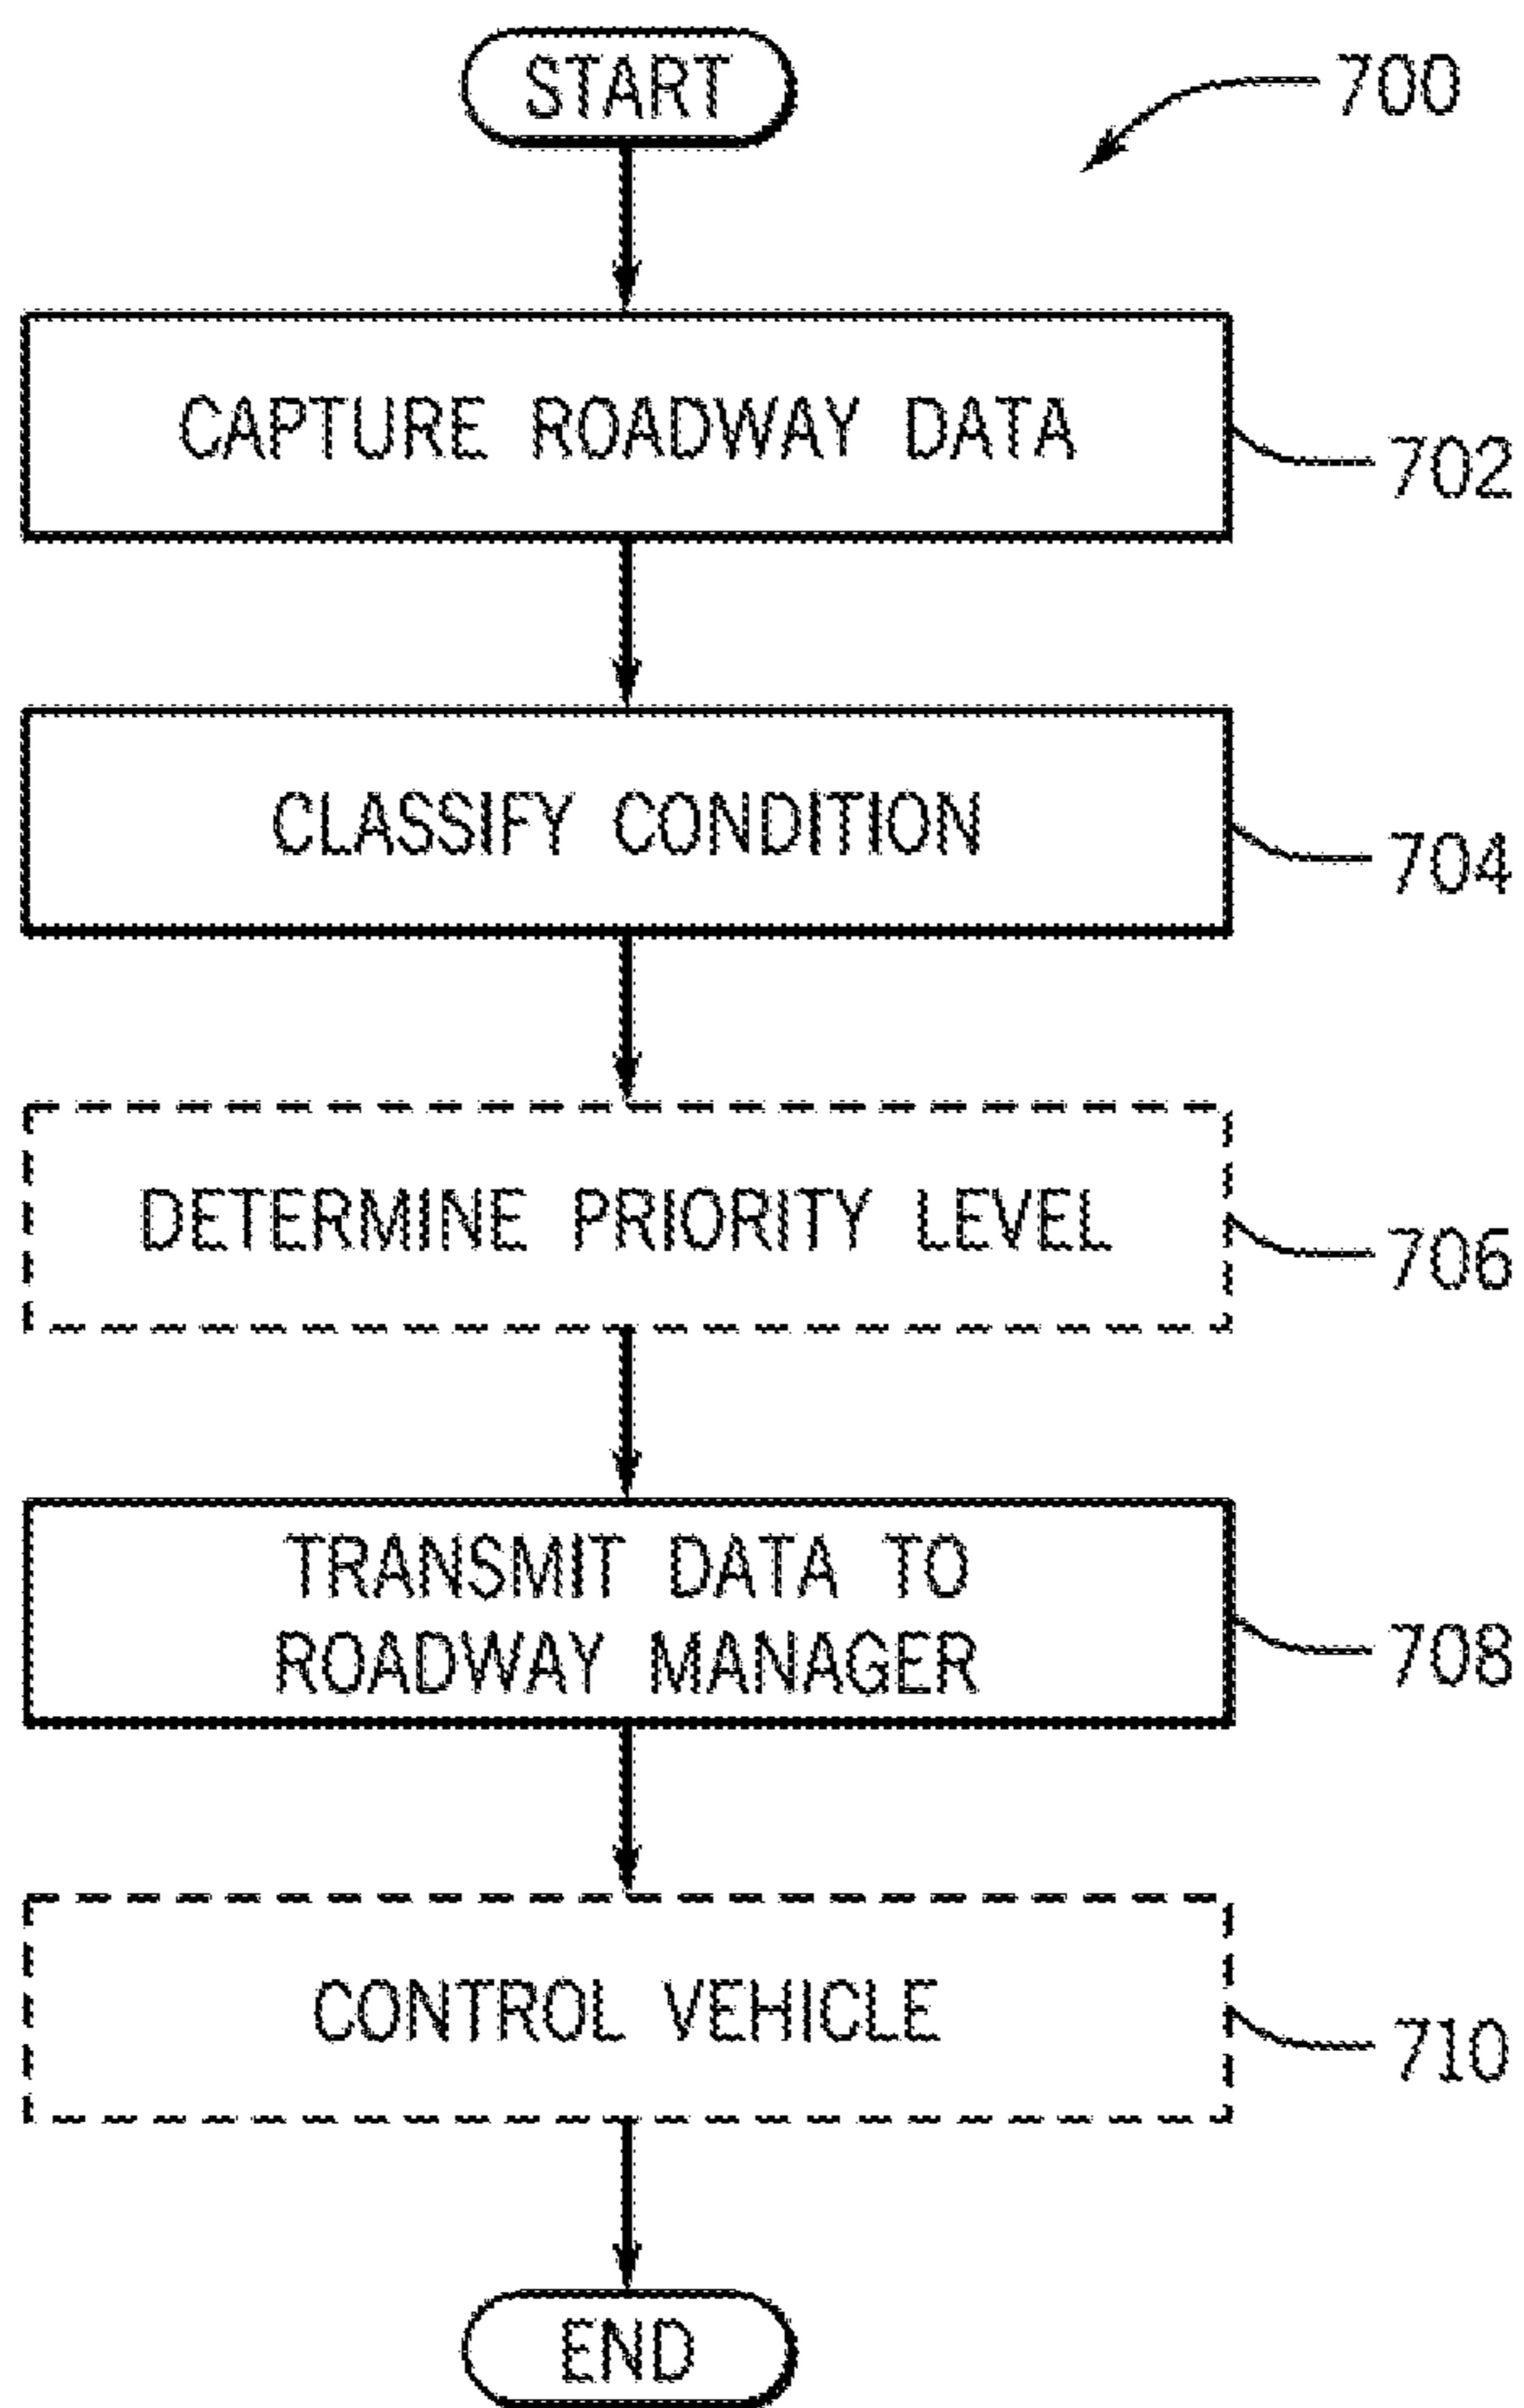 START
700
CAPTURE ROADWAY DATA
702
CLASSIFY CONDITION
704
DETERMINE PRIORITY LEVEL
706
TRANSMIT DATA TO
ROADWAY MANAGER
708
CONTROL VEHICLE
710
END